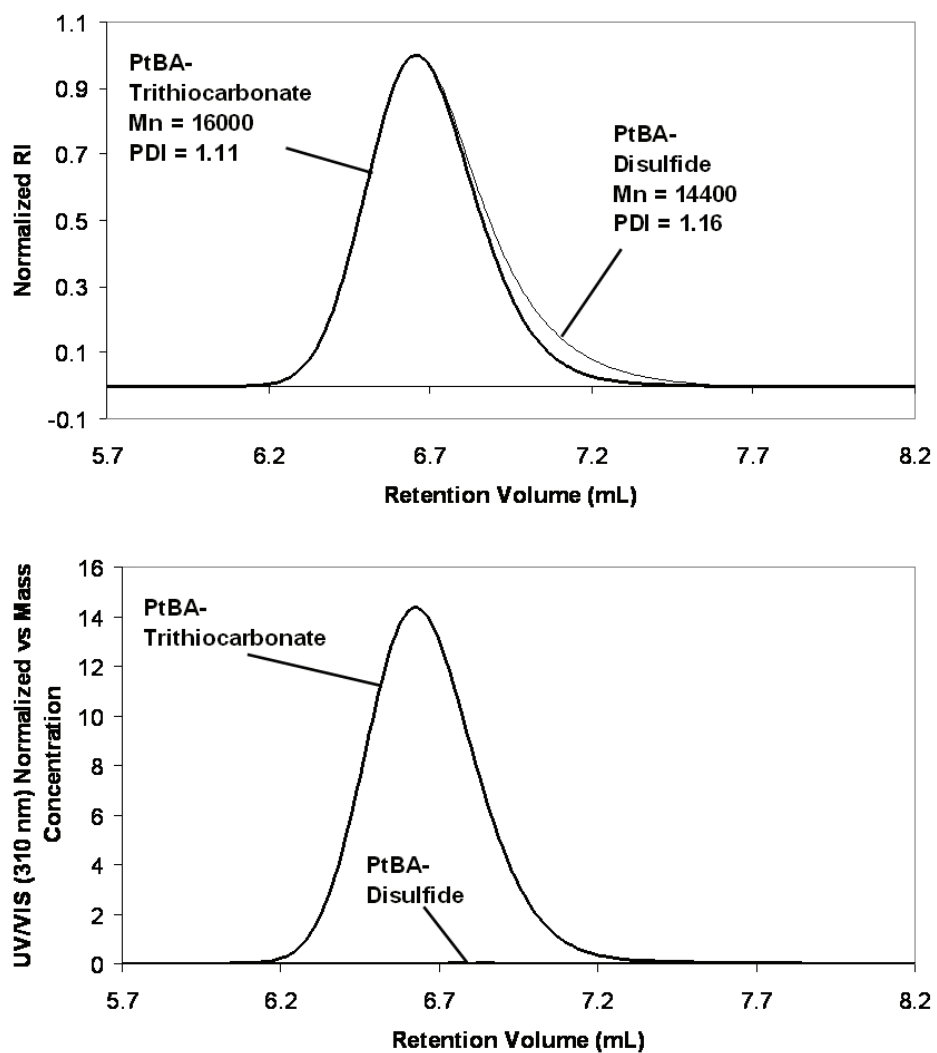 1.1
0.9
0.7
0.5
0.3
0.1
-0.1
Normalized RI
PtBA-
Trithiocarbonate
Mn = 16000
PDI = 1.11
PtBA-
Disulfide
Mn = 14400
PDI = 1.16
5.7 6.2 6.7 7.2 7.7 8.2
Retention Volume (mL)
16
14
12
10
8
6
4
2
0
UV/VIS (310 nm) Normalized vs Mass
Concentration
PtBA-
Trithiocarbonate
PtBA-
Disulfide
5.7 6.2 6.7 7.2 7.7 8.2
Retention Volume (mL)